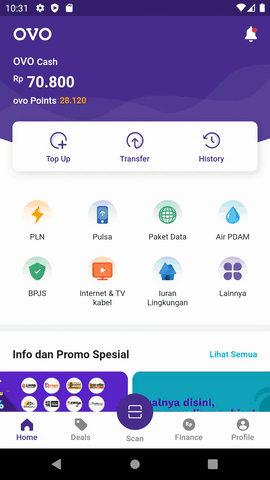 10:31
OVO
OVO Cash
Rp 70.800
ovo Points 28.120
Top Up Transfer History
PLN Pulsa Paket Data Air PDAM
BPJS Internet & TV kabel Iuran Lingkungan Lainnya
Info dan Promo Spesial Lihat Semua
alnya disini,
Home Deals Scan Finance Profile
Rp